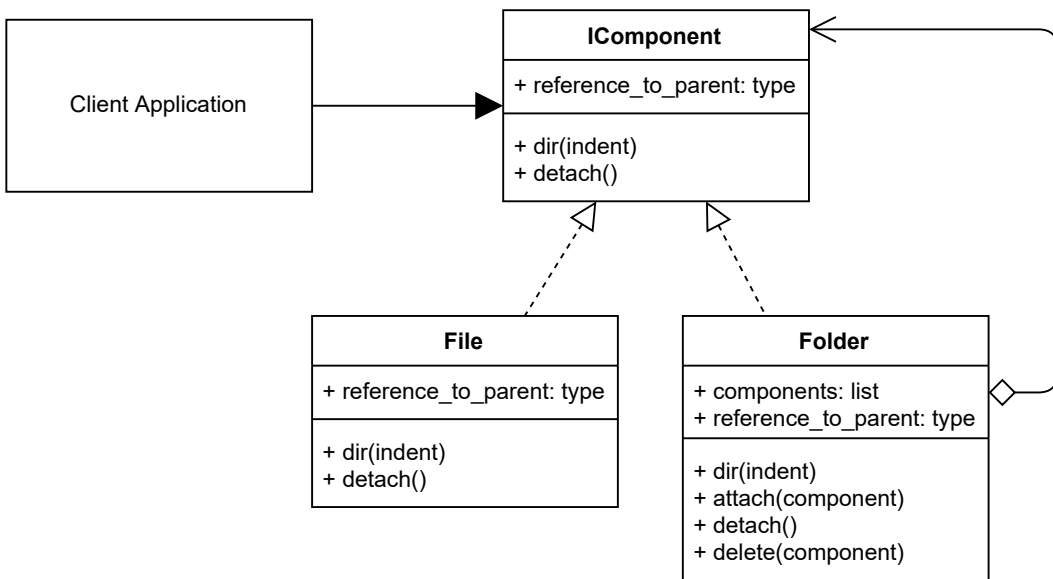 Client Application
IComponent
+ reference_to_parent: type
+ dir(indent)
+ detach()
File
+ reference_to_parent: type
+ dir(indent)
+ detach()
Folder
+ components: list
+ reference_to_parent: type
+ dir(indent)
+ attach(component)
+ detach()
+ delete(component)